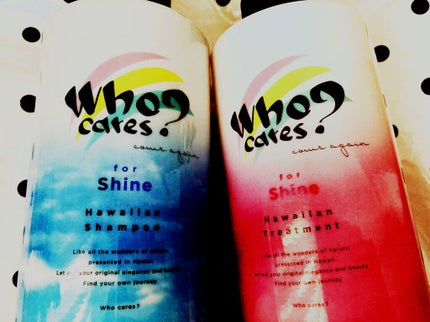 Who?
cares?
come again
for
Shine
Hawaiian
Shampoo
Like all the wonders of nature
presented in Hawaii.
Let out your original elegance and beauty
Find your own journey.
Who cares?
Who?
cares?
come again
for
Shine
Hawaiian
Treatment
Like all the wonders of nature
presented in Hawaii.
Let out your original elegance and beauty
Find your own journey.
Who cares?